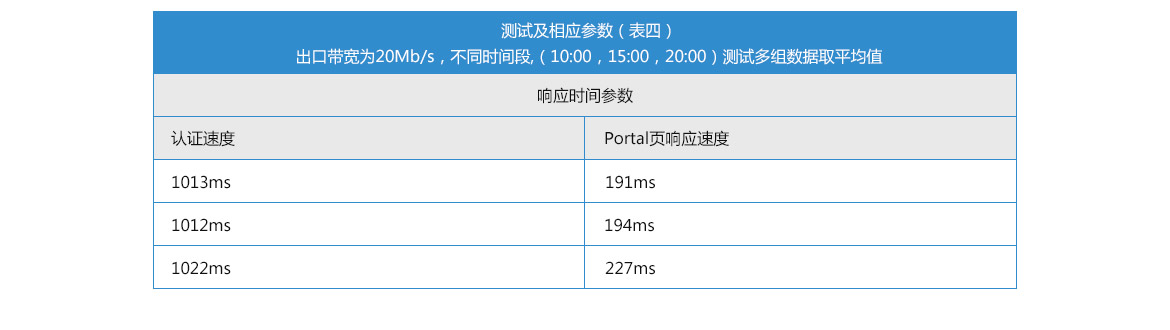 测试及相应参数（表四）
出口带宽为20Mb/s，不同时间段,（10:00，15:00，20:00）测试多组数据取平均值
响应时间参数
认证速度 Portal页响应速度
1013ms 191ms
1012ms 194ms
1022ms 227ms